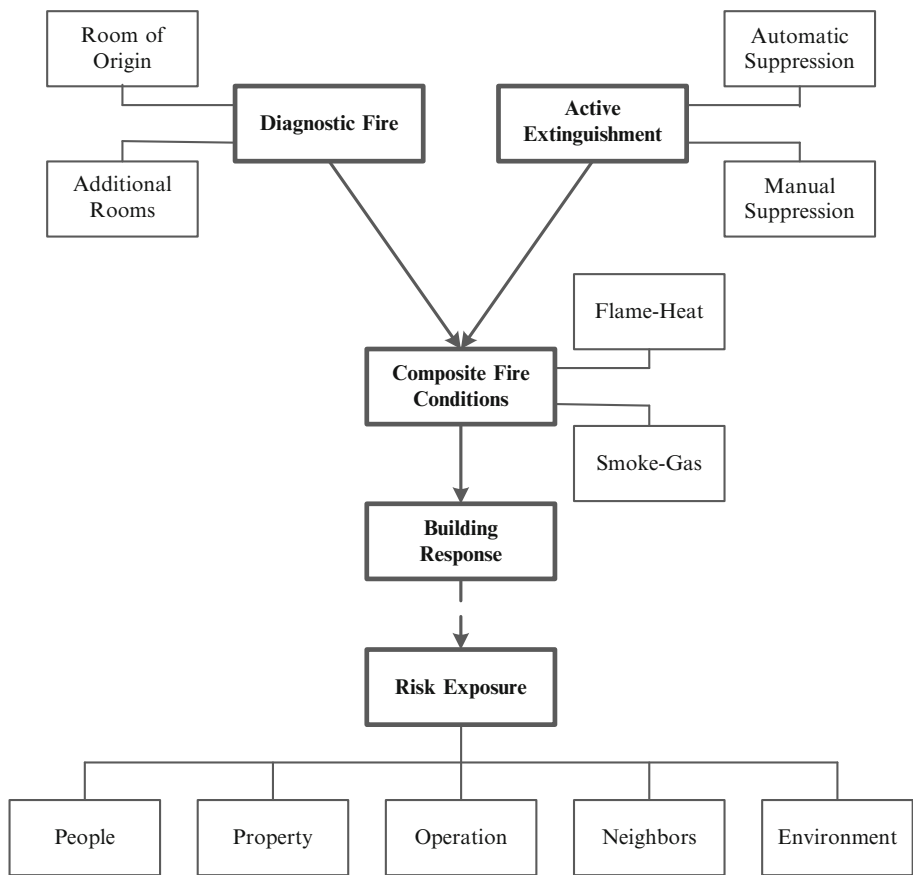 Room of
Origin
Automatic
Suppression
Diagnostic Fire
Active
Extinguishment
Additional
Rooms
Manual
Suppression
Flame-Heat
Composite Fire
Conditions
Smoke-Gas
Building
Response
Risk Exposure
People
Property
Operation
Neighbors
Environment